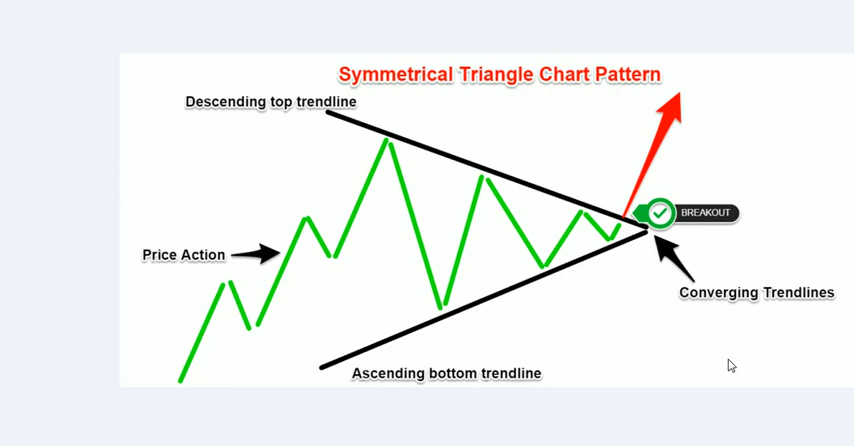 Symmetrical Triangle Chart Pattern
Descending top trendline
BREAKOUT
Price Action
Converging Trendlines
Ascending bottom trendline